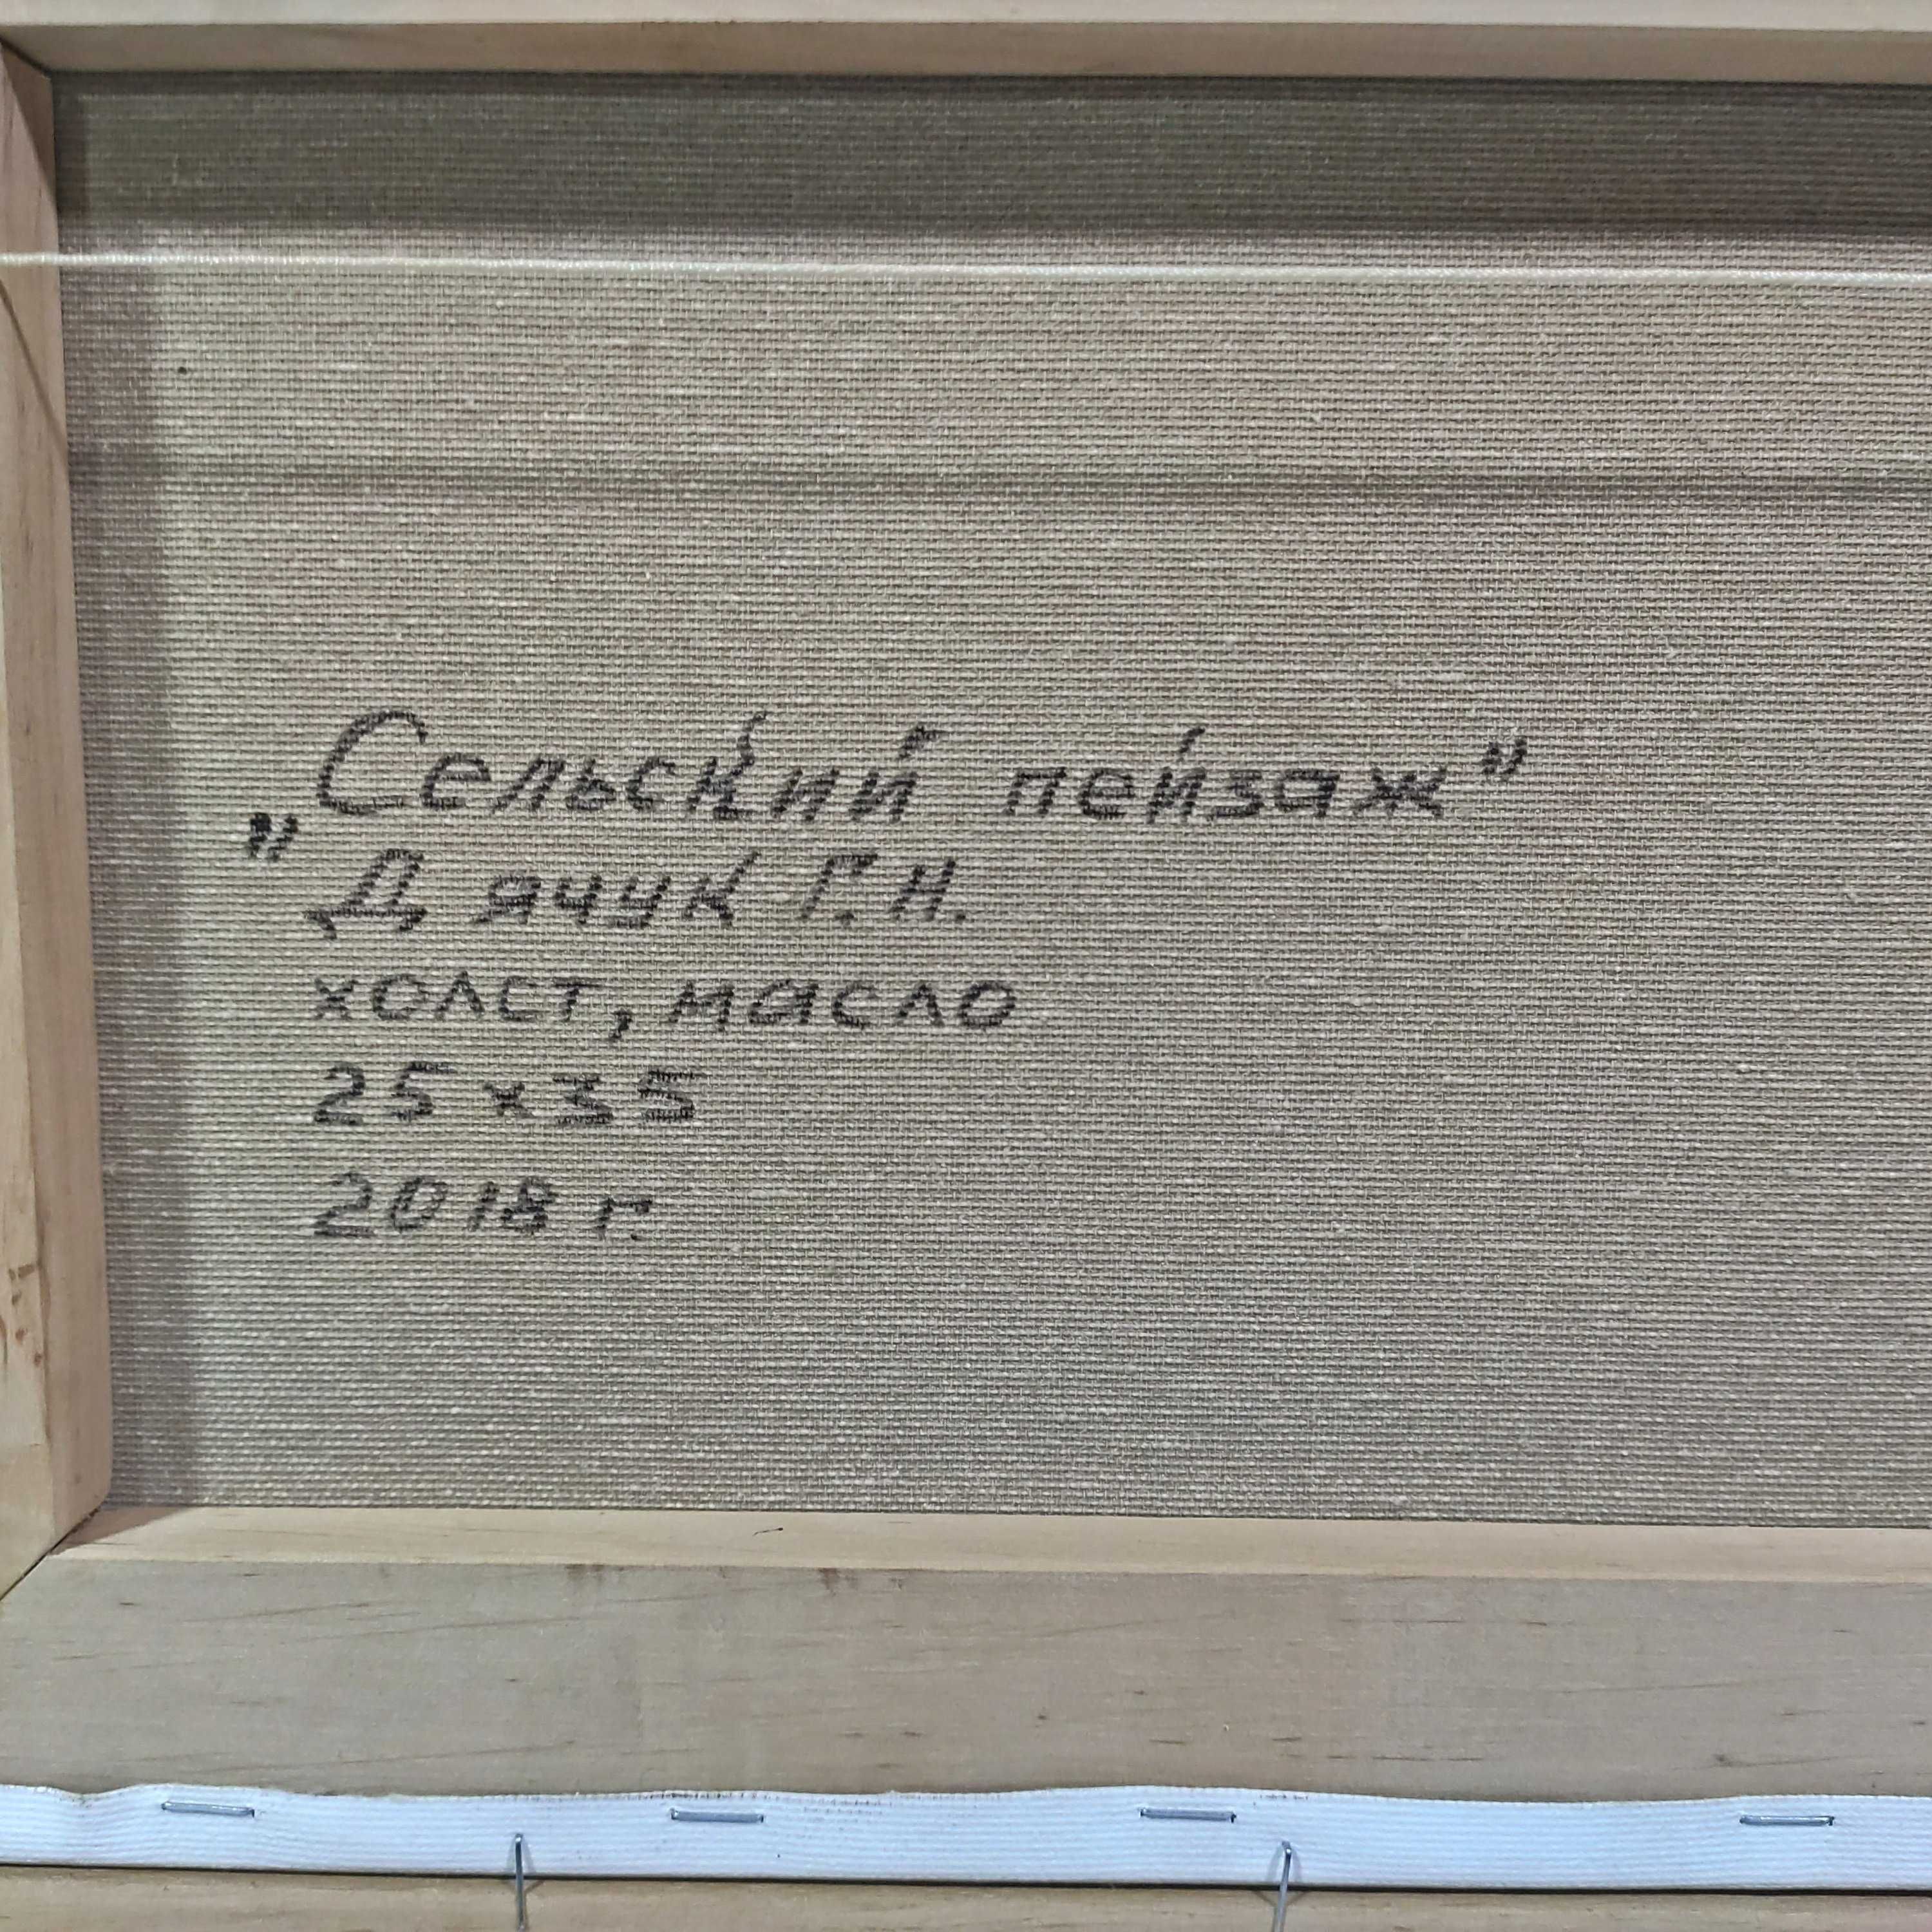 „Сельский пейзаж”
Дячук Г.Н.
холст, масло
25 x 35
2018 г.